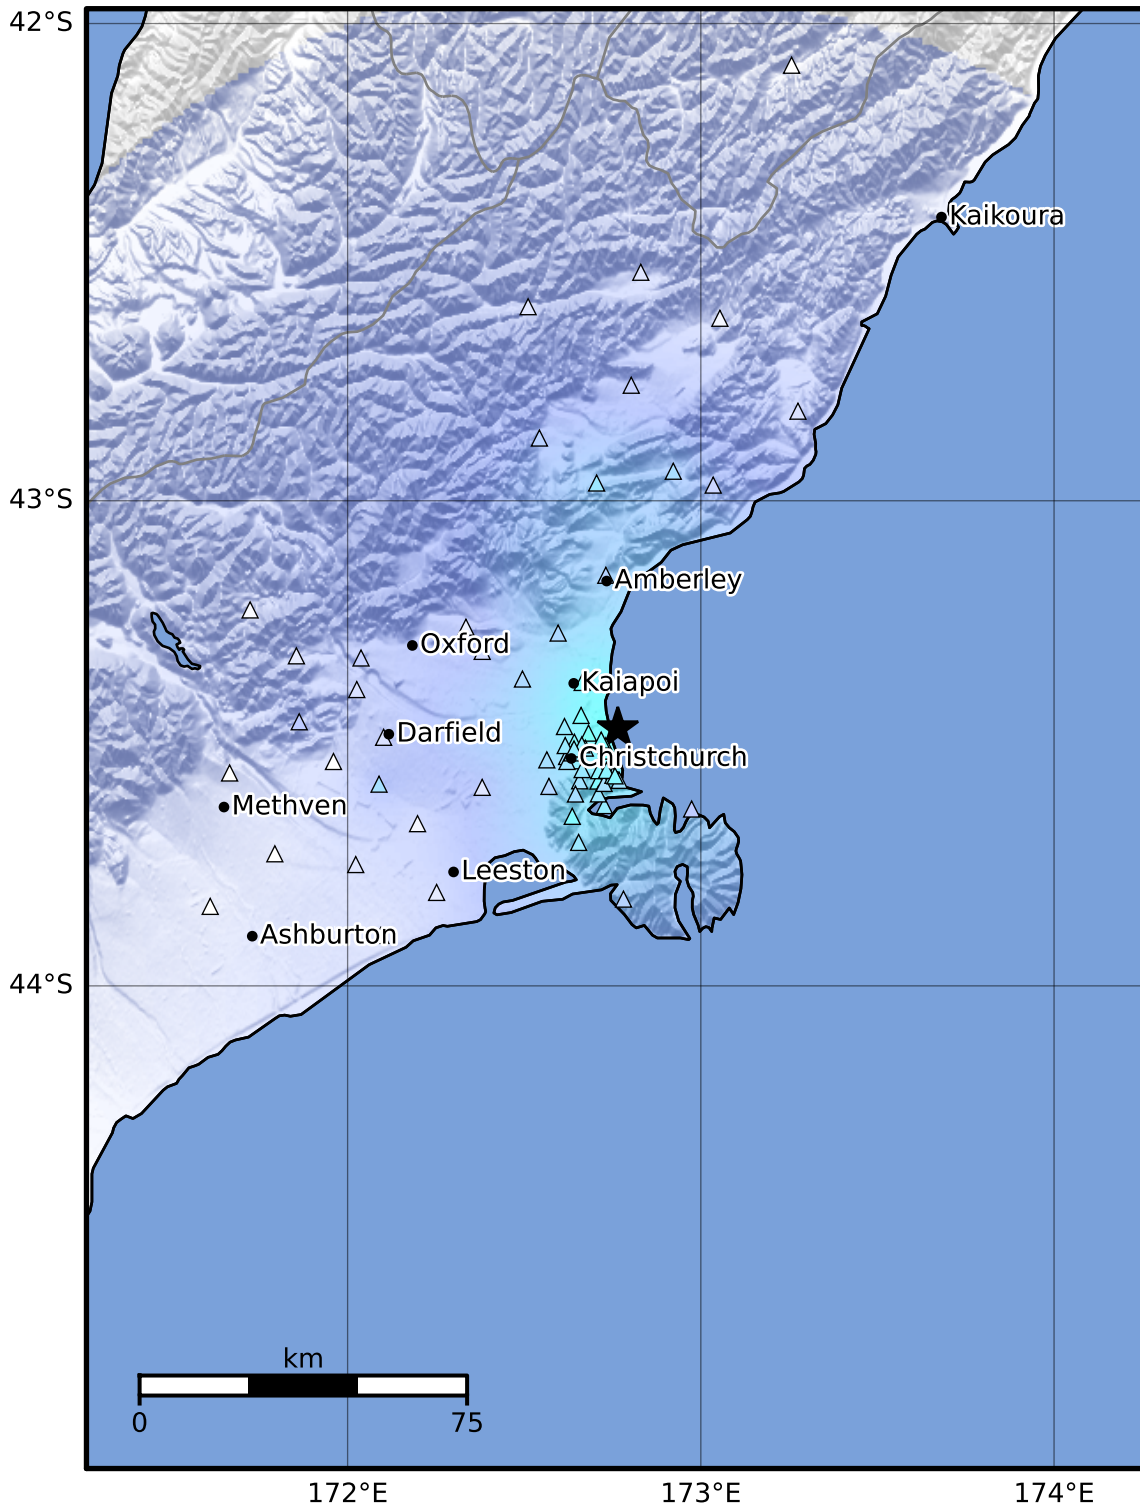 42°S
Kaikoura
43°S
Amberley
Oxford
Kaiapoi
Darfield
Christchurch
Methven
Leeston
Ashburton
44°S
km
0
75
172°E
173°E
174°E